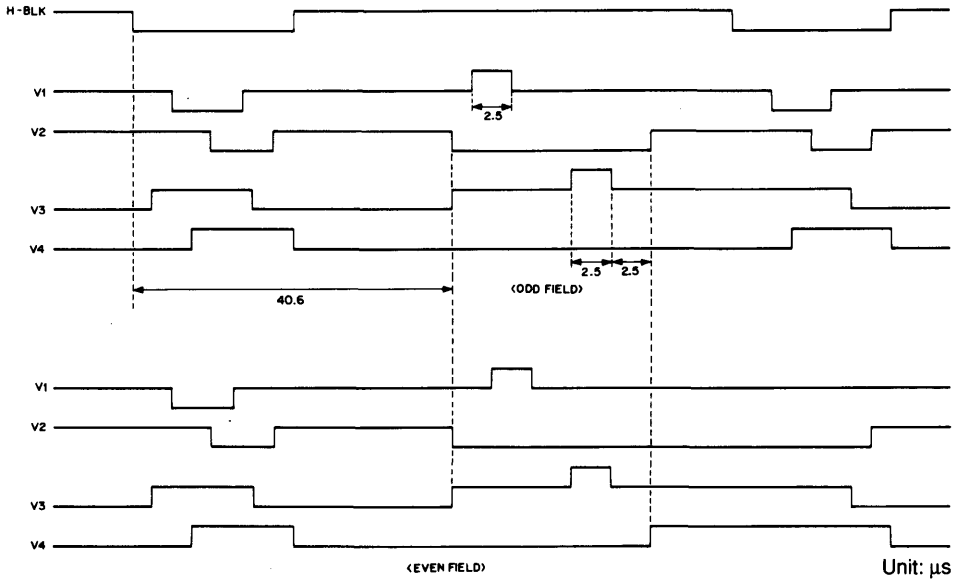 H-BLK
V1
2.5
V2
V3
V4
2.5 2.5
40.6
(ODD FIELD)
V1
V2
V3
V4
(EVEN FIELD)
Unit: μs